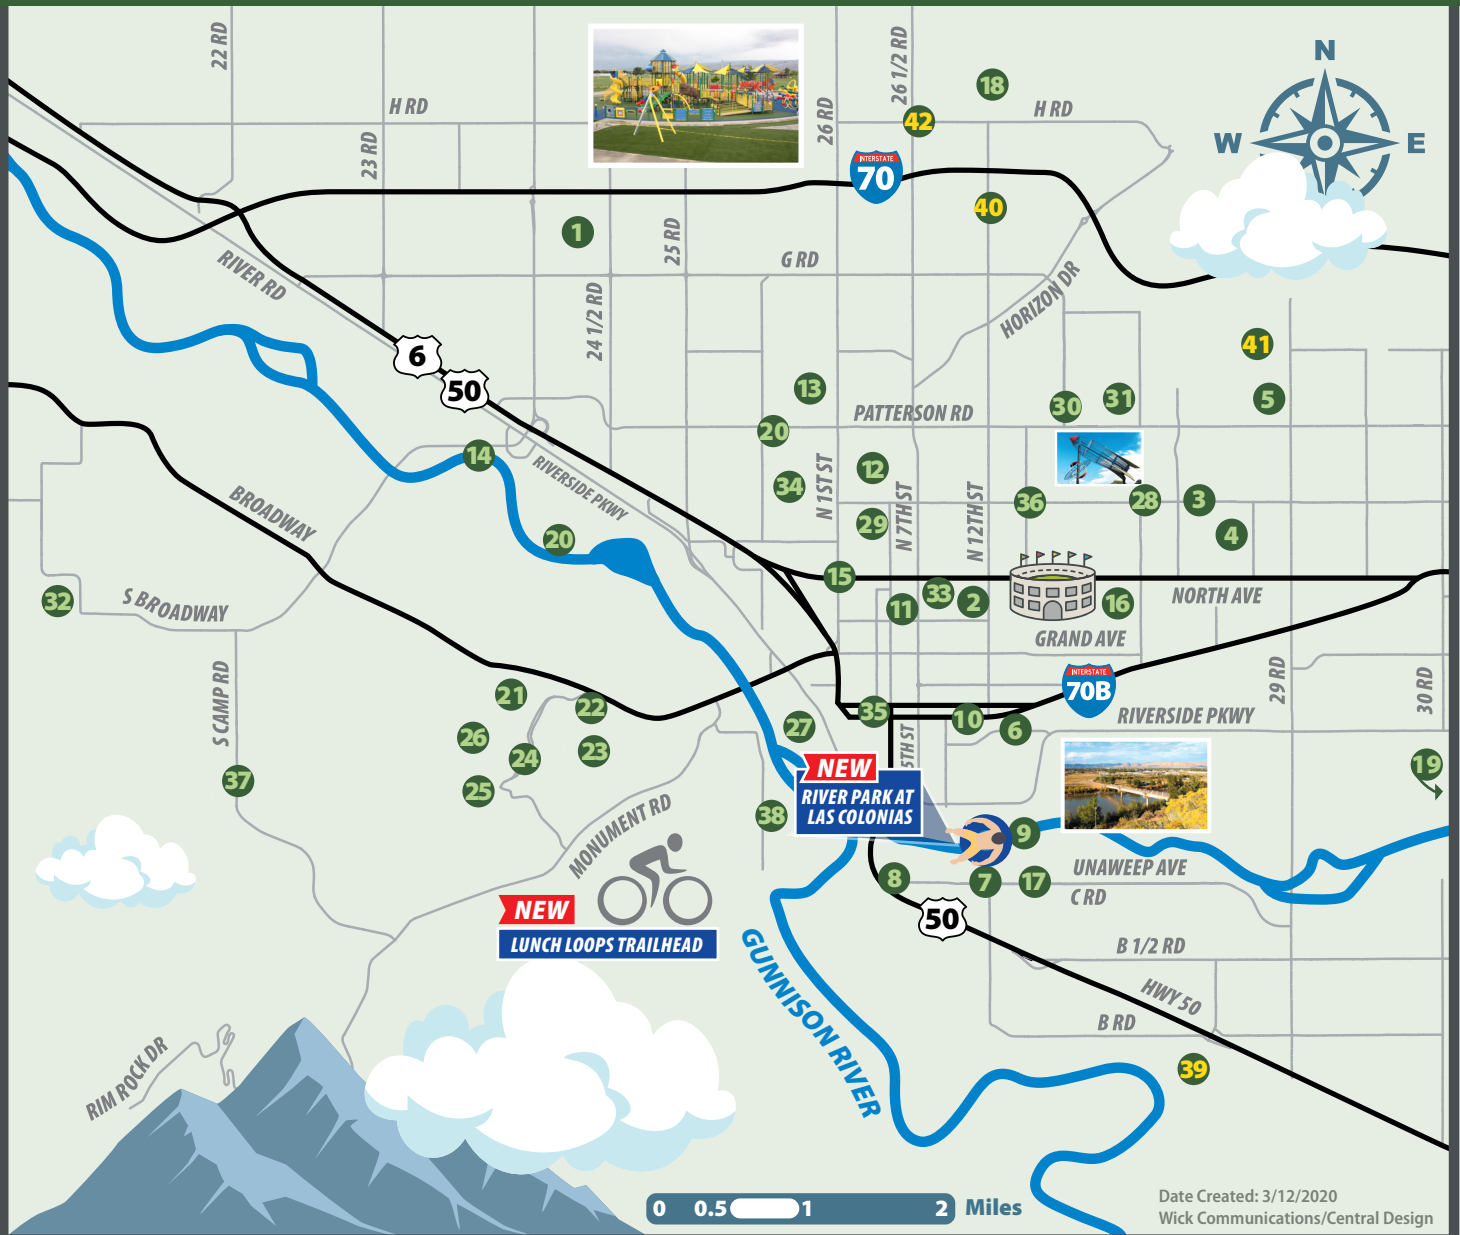 22 RD
H RD
23 RD
26 RD
26 1/2 RD
18
42
H RD
N
W
E
INTERSTATE
70
40
1
25 RD
G RD
RIVER RD
24 1/2 RD
HORIZON DR
6
50
41
13
PATTERSON RD
30
31
5
20
14
RIVERSIDE PKWY
34
N 1ST ST
12
N 7TH ST
N 12TH ST
36
28
3
BROADWAY
29
4
20
15
32
S BROADWAY
11
33
2
16
NORTH AVE
GRAND AVE
S CAMP RD
21
22
INTERSTATE
70B
29 RD
30 RD
26
24
23
27
35
10
6
RIVERSIDE PKWY
5TH ST
37
25
NEW
RIVER PARK AT
LAS COLONIAS
19
38
MONUMENT RD
9
UNAWEEP AVE
8
7
17
C RD
NEW
LUNCH LOOPS TRAILHEAD
50
B 1/2 RD
GUNNISON RIVER
HWY 50
B RD
39
RIM ROCK DR
0 0.5 1 2 Miles
Date Created: 3/12/2020
Wick Communications/Central Design